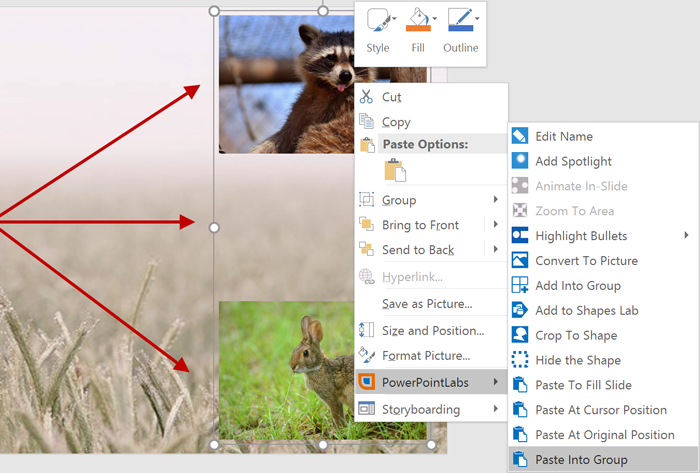 Style
Fill
Outline
Cut
Copy
Paste Options:
Group
Bring to Front
Send to Back
Hyperlink...
Save as Picture...
Size and Position...
Format Picture...
PowerPointLabs
Storyboarding
Edit Name
Add Spotlight
Animate In-Slide
Zoom To Area
Highlight Bullets
Convert To Picture
Add Into Group
Add to Shapes Lab
Crop To Shape
Hide the Shape
Paste To Fill Slide
Paste At Cursor Position
Paste At Original Position
Paste Into Group